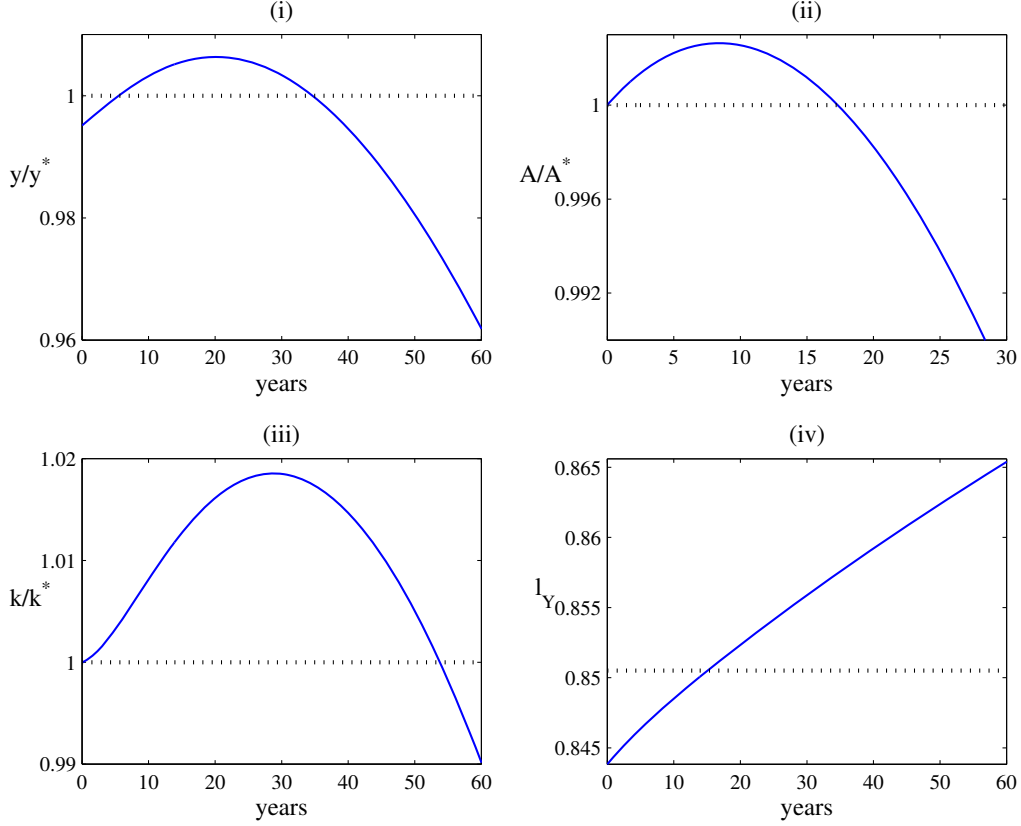 (i)
1
0.98
0.96
y/y*
0 10 20 30 40 50 60
years
(ii)
1
0.996
0.992
A/A*
0 5 10 15 20 25 30
years
(iii)
1.02
1.01
1
0.99
k/k*
0 10 20 30 40 50 60
years
(iv)
0.865
0.86
0.855
0.85
0.845
l_Y
0 10 20 30 40 50 60
years